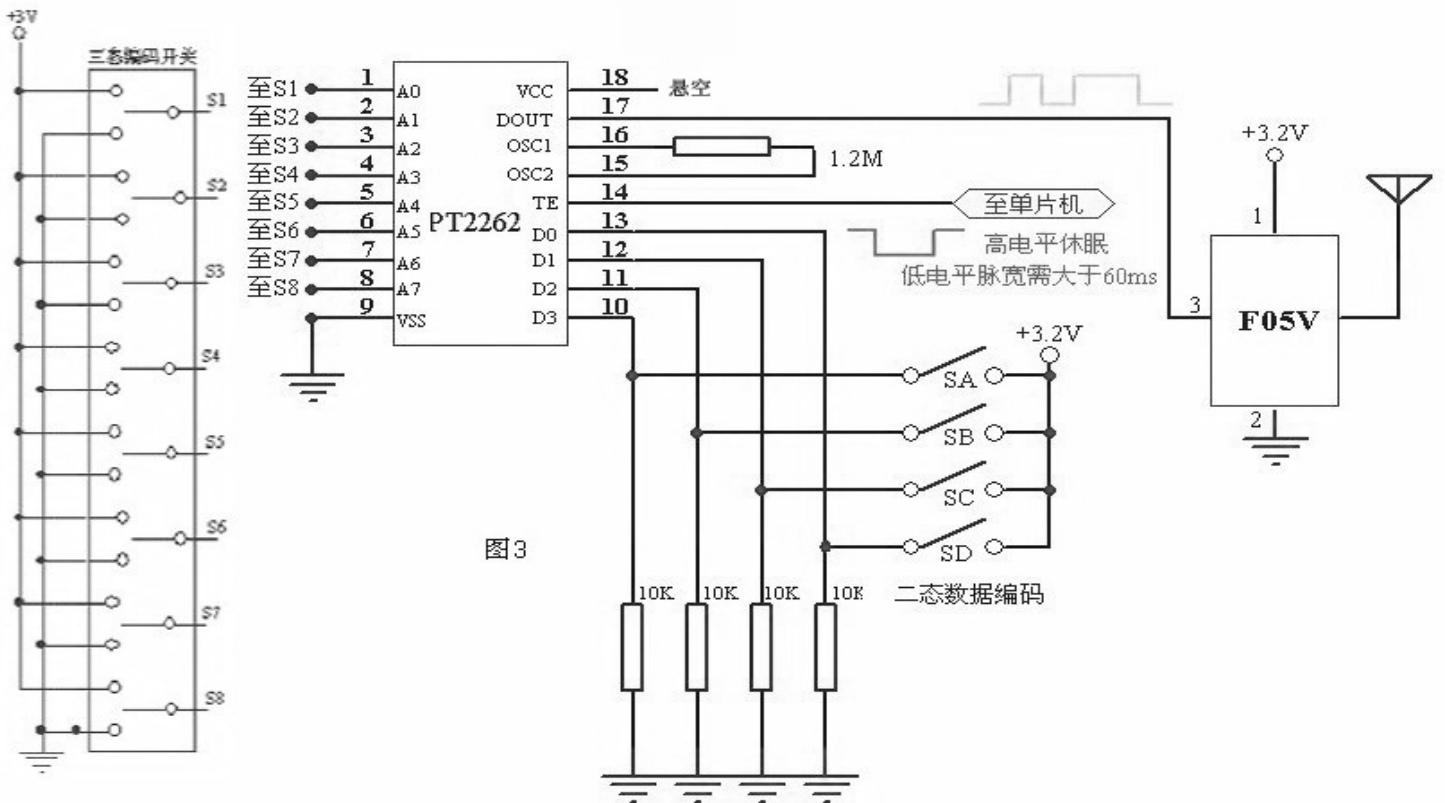 +3V
三态编码开关
S1
S2
S3
S4
S5
S6
S7
S8
至S1
至S2
至S3
至S4
至S5
至S6
至S7
至S8
1
2
3
4
5
6
7
8
9
A0
A1
A2
A3
A4
A5
A6
A7
VSS
PT2262
VCC
DOUT
OSC1
OSC2
TE
D0
D1
D2
D3
18
17
16
15
14
13
12
11
10
悬空
1.2M
至单片机
高电平休眠
低电平脉宽需大于60ms
+3.2V
1
3
F05V
2
+3.2V
SA
SB
SC
SD
二态数据编码
10K
10K
10K
10K
图3